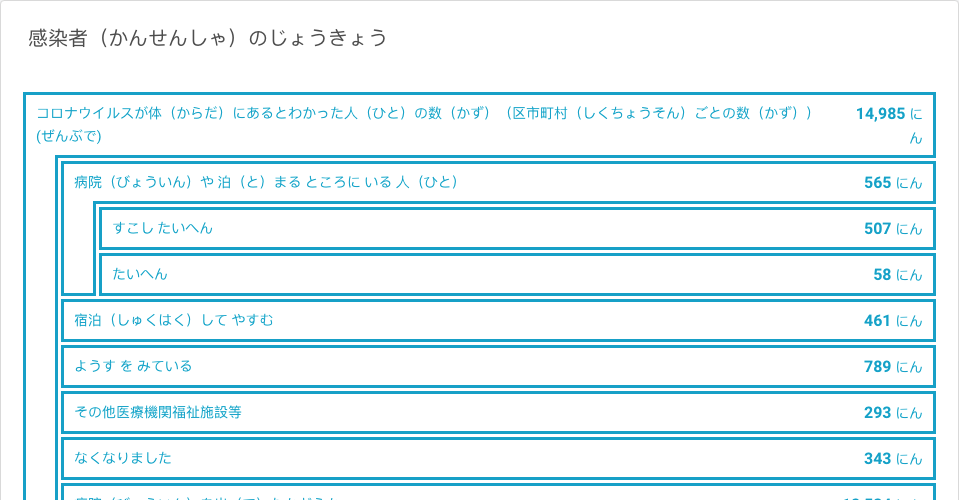 感染者（かんせんしゃ）のじょうきょう
コロナウイルスが体（からだ）にあるとわかった人（ひと）の数（かず）（区市町村（しくちょうそん）ごとの数（かず））
(ぜんぶで)
14,985 に
ん
病院（びょういん）や 泊（と）まる ところに いる 人（ひと）
565 にん
すこし たいへん
507 にん
たいへん
58 にん
宿泊（しゅくはく）して やすむ
461 にん
ようす を みている
789 にん
その他医療機関福祉施設等
293 にん
なくなりました
343 にん